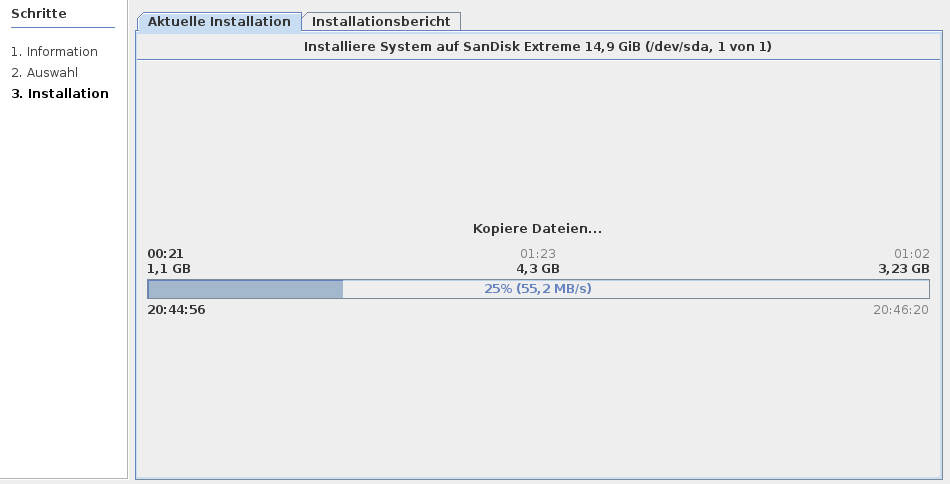 Schritte
1. Information
2. Auswahl
3. Installation
Aktuelle Installation
Installationsbericht
Installiere System auf SanDisk Extreme 14,9 GiB (/dev/sda, 1 von 1)
Kopiere Dateien...
00:21 01:23 01:02
1,1 GB 4,3 GB 3,23 GB
25% (55,2 MB/s)
20:44:56 20:46:20